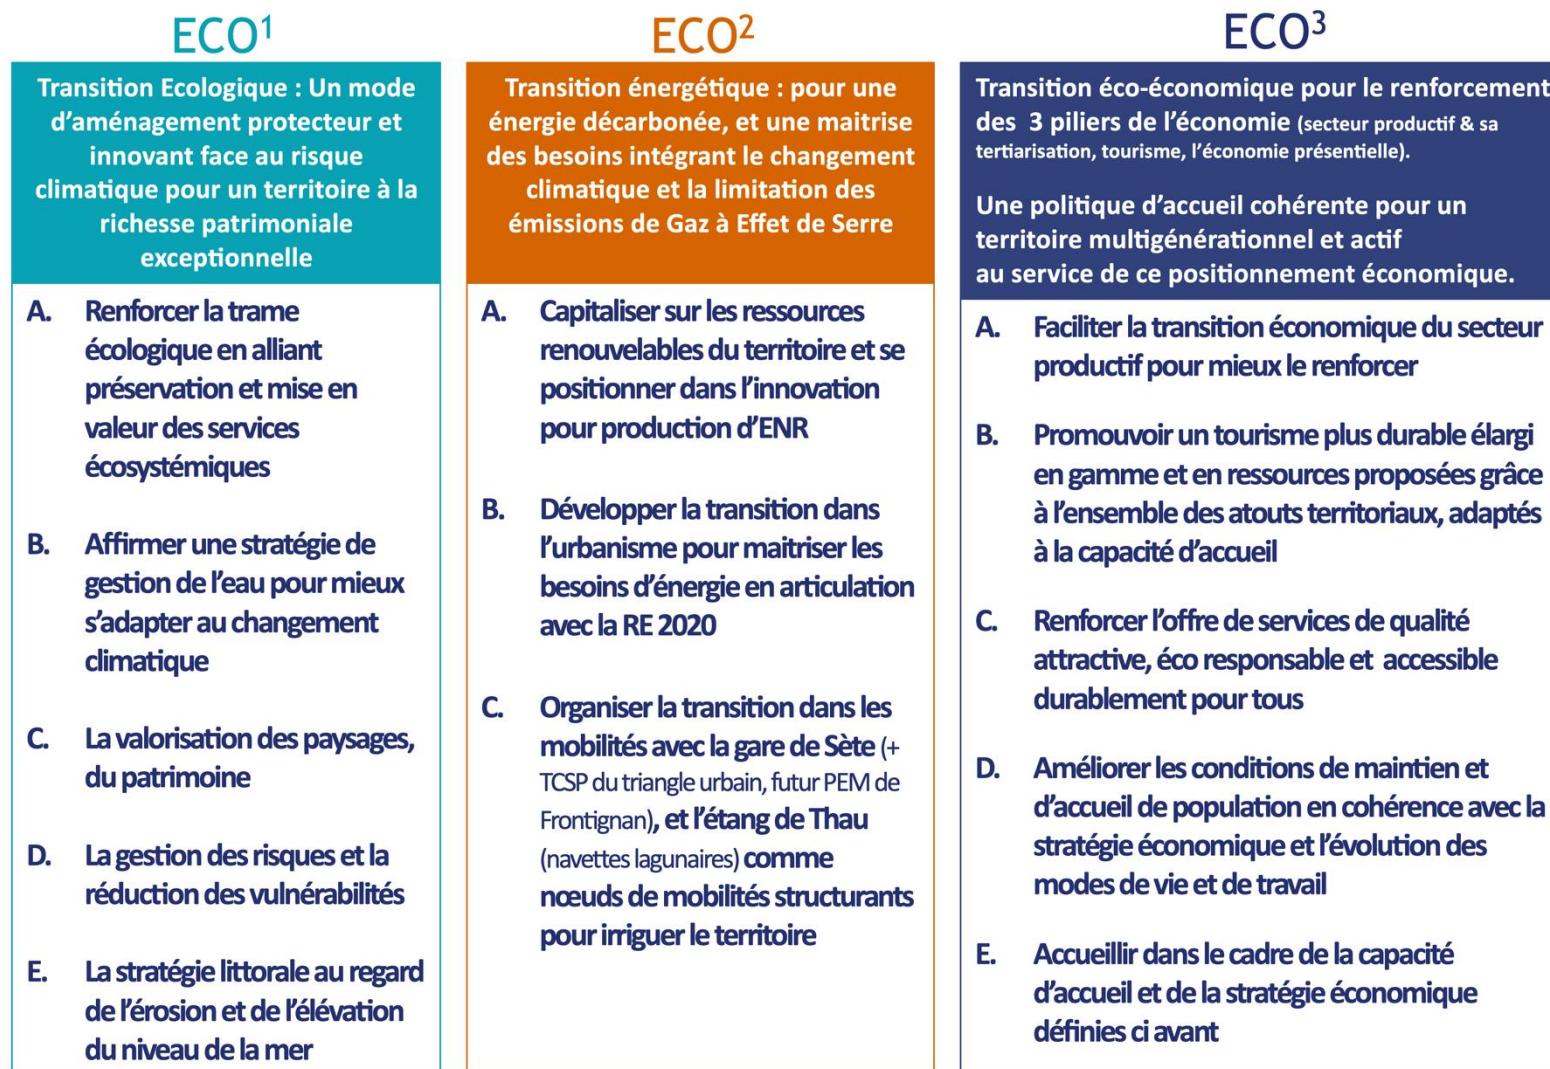 ECO¹
Transition Ecologique : Un mode
d'aménagement protecteur et
innovant face au risque
climatique pour un territoire à la
richesse patrimoniale
exceptionnelle
A. Renforcer la trame
écologique en alliant
préservation et mise en
valeur des services
écosystémiques
B. Affirmer une stratégie de
gestion de l'eau pour mieux
s'adapter au changement
climatique
C. La valorisation des paysages,
du patrimoine
D. La gestion des risques et la
réduction des vulnérabilités
E. La stratégie littorale au regard
de l'érosion et de l'élévation
du niveau de la mer
ECO²
Transition énergétique : pour une
énergie décarbonée, et une maitrise
des besoins intégrant le changement
climatique et la limitation des
émissions de Gaz à Effet de Serre
A. Capitaliser sur les ressources
renouvelables du territoire et se
positionner dans l'innovation
pour production d'ENR
B. Développer la transition dans
l'urbanisme pour maitriser les
besoins d'énergie en articulation
avec la RE 2020
C. Organiser la transition dans les
mobilités avec la gare de Sète (+
TCSP du triangle urbain, futur PEM de
Frontignan), et l'étang de Thau
(navettes lagunaires) comme
nœuds de mobilités structurants
pour irriguer le territoire
ECO³
Transition éco-économique pour le renforcement
des 3 piliers de l'économie (secteur productif & sa
tertiarisation, tourisme, l'économie présentielle).
Une politique d'accueil cohérente pour un
territoire multigénérationnel et actif
au service de ce positionnement économique.
A. Faciliter la transition économique du secteur
productif pour mieux le renforcer
B. Promouvoir un tourisme plus durable élargi
en gamme et en ressources proposées grâce
à l'ensemble des atouts territoriaux, adaptés
à la capacité d'accueil
C. Renforcer l'offre de services de qualité
attractive, éco responsable et accessible
durablement pour tous
D. Améliorer les conditions de maintien et
d'accueil de population en cohérence avec la
stratégie économique et l'évolution des
modes de vie et de travail
E. Accueillir dans le cadre de la capacité
d'accueil et de la stratégie économique
définies ci avant